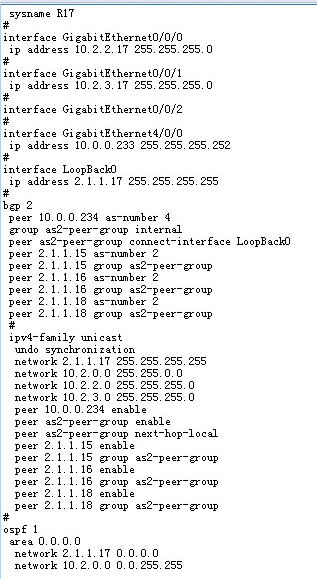 sysname R17
#
interface GigabitEthernet0/0/0
ip address 10.2.2.17 255.255.255.0
#
interface GigabitEthernet0/0/1
ip address 10.2.3.17 255.255.255.0
#
interface GigabitEthernet0/0/2
#
interface GigabitEthernet4/0/0
ip address 10.0.0.233 255.255.255.252
#
interface LoopBack0
ip address 2.1.1.17 255.255.255.255
#
bgp 2
peer 10.0.0.234 as-number 4
group as2-peer-group internal
peer as2-peer-group connect-interface LoopBack0
peer 2.1.1.15 as-number 2
peer 2.1.1.15 group as2-peer-group
peer 2.1.1.16 as-number 2
peer 2.1.1.16 group as2-peer-group
peer 2.1.1.18 as-number 2
peer 2.1.1.18 group as2-peer-group
#
ipv4-family unicast
undo synchronization
network 2.1.1.17 255.255.255.255
network 10.2.0.0 255.255.0.0
network 10.2.2.0 255.255.255.0
network 10.2.3.0 255.255.255.0
peer 10.0.0.234 enable
peer as2-peer-group enable
peer as2-peer-group next-hop-local
peer 2.1.1.15 enable
peer 2.1.1.15 group as2-peer-group
peer 2.1.1.16 enable
peer 2.1.1.16 group as2-peer-group
peer 2.1.1.18 enable
peer 2.1.1.18 group as2-peer-group
#
ospf 1
area 0.0.0.0
network 2.1.1.17 0.0.0.0
network 10.2.0.0 0.0.255.255